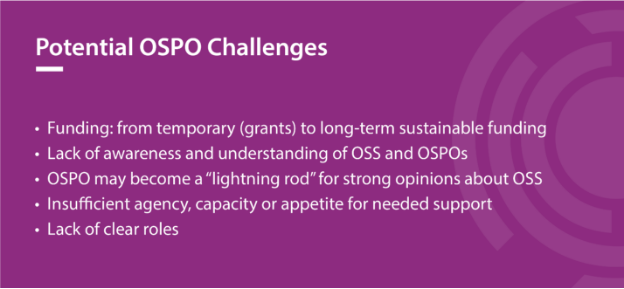 Potential OSPO Challenges
• Funding: from temporary (grants) to long-term sustainable funding
• Lack of awareness and understanding of OSS and OSPOs
• OSPO may become a “lightning rod” for strong opinions about OSS
• Insufficient agency, capacity or appetite for needed support
• Lack of clear roles